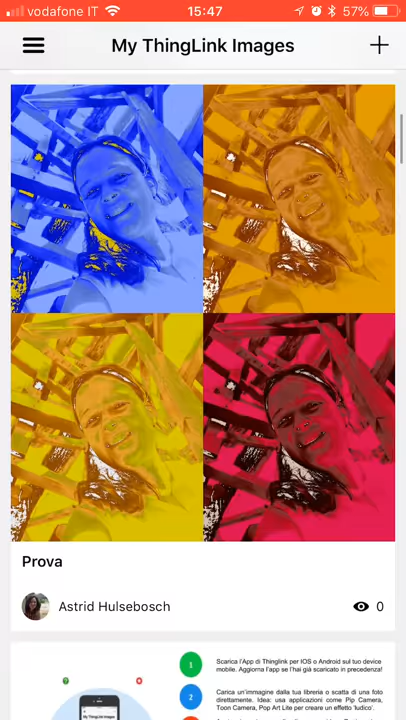 vodafone IT 15:47 57%
My ThingLink Images
Prova
Astrid Hulsebosch 0
1 Scarica l'App di Thinglink per IOS o Android sul tuo device
mobile. Aggiorna l'app se l'hai già scaricato in precedenza!
2 Carica un'immagine dalla tua libreria o scatta di una foto
direttamente. Idea: usa applicazioni come Pip Camera,
Toon Camera, Pop Art Lite per creare un effetto 'ludico'.
My ThingLink Images